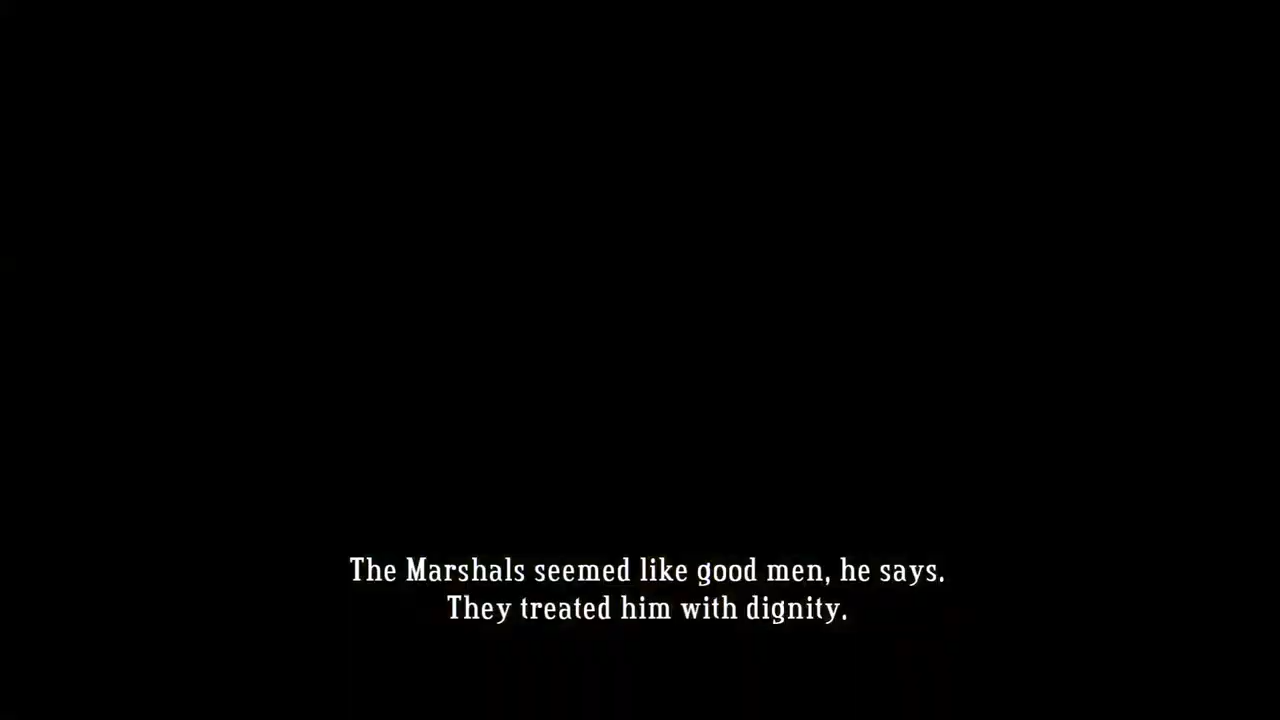 The Marshals seemed like good men, he says.
They treated him with dignity.